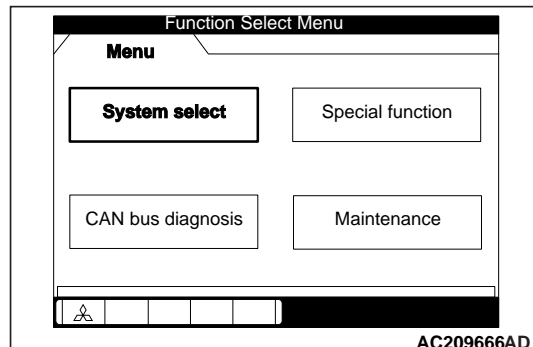 Function Select Menu
Menu
System select
Special function
CAN bus diagnosis
Maintenance
AC209666AD